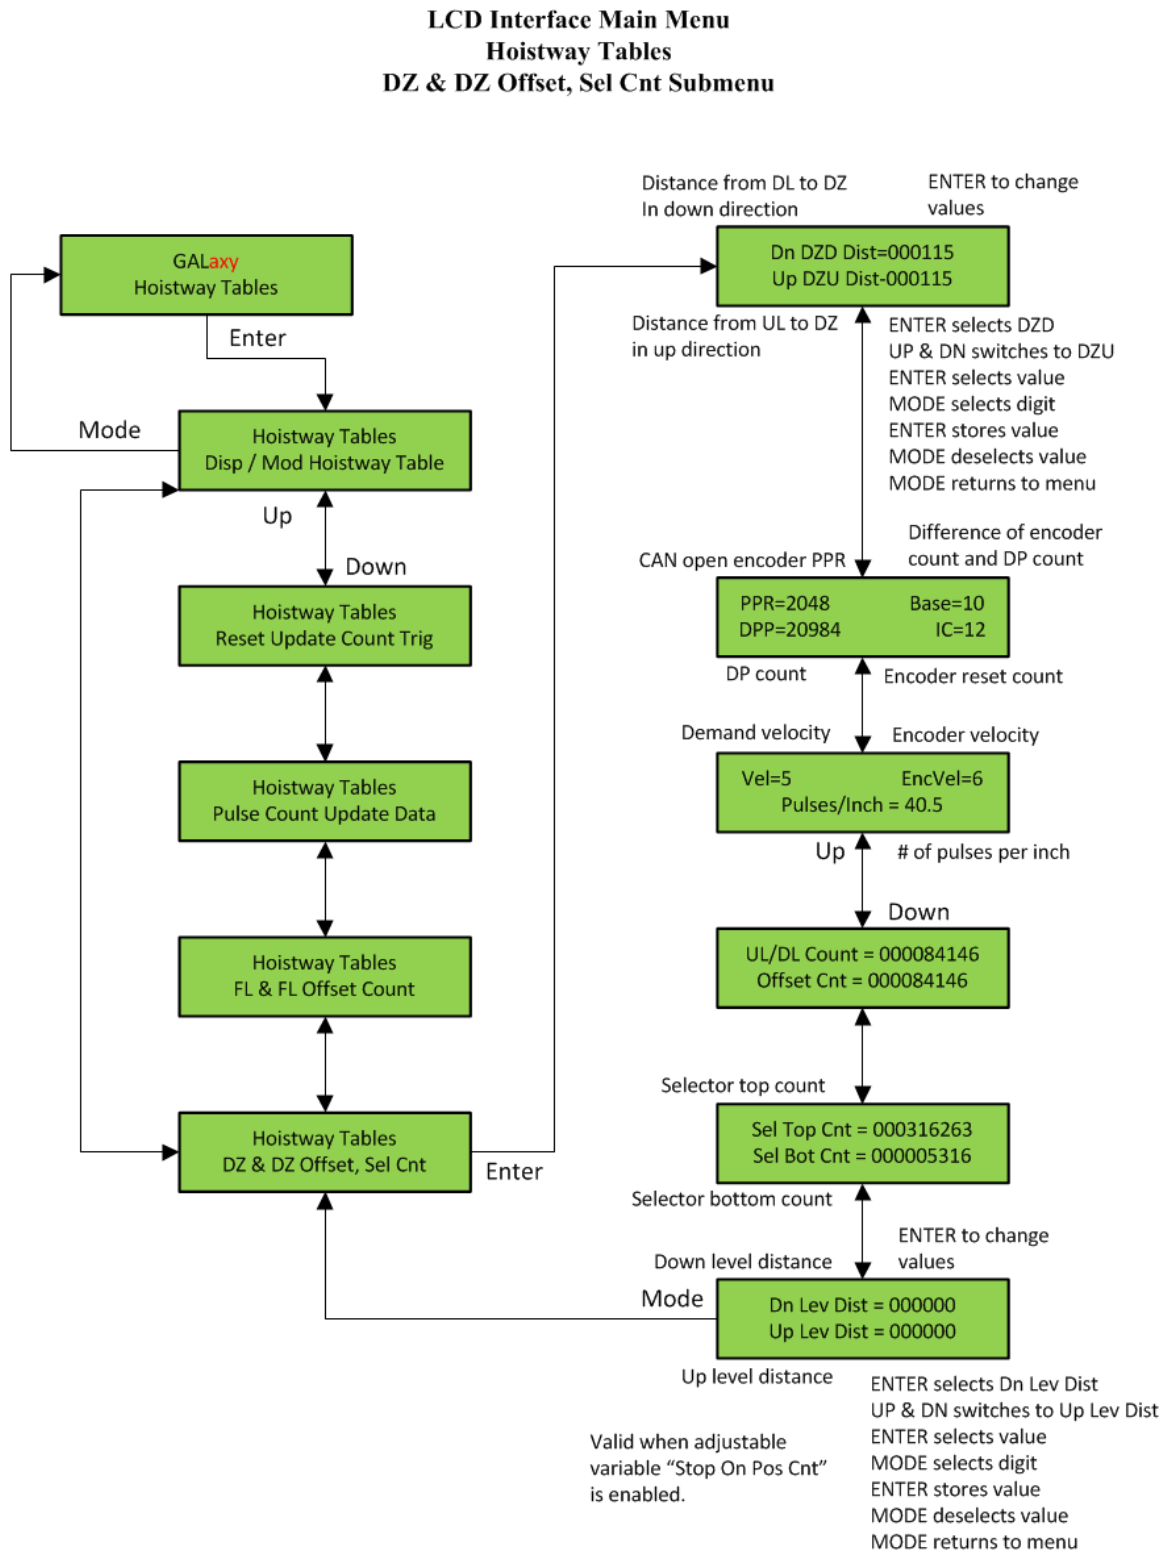 LCD Interface Main Menu
Hoistway Tables
DZ & DZ Offset, Sel Cnt Submenu
GALaxy
Hoistway Tables
Enter
Mode
Hoistway Tables
Disp / Mod Hoistway Table
Up
Down
Hoistway Tables
Reset Update Count Trig
Hoistway Tables
Pulse Count Update Data
Hoistway Tables
FL & FL Offset Count
Hoistway Tables
DZ & DZ Offset, Sel Cnt
Enter
Distance from DL to DZ
In down direction
ENTER to change
values
Dn DZD Dist=000115
Up DZU Dist-000115
Distance from UL to DZ
in up direction
ENTER selects DZD
UP & DN switches to DZU
ENTER selects value
MODE selects digit
ENTER stores value
MODE deselects value
MODE returns to menu
CAN open encoder PPR
Difference of encoder
count and DP count
PPR=2048 Base=10
DPP=20984 IC=12
DP count
Encoder reset count
Demand velocity
Encoder velocity
Vel=5 EncVel=6
Pulses/Inch = 40.5
Up
# of pulses per inch
Down
UL/DL Count = 000084146
Offset Cnt = 000084146
Selector top count
Sel Top Cnt = 000316263
Sel Bot Cnt = 000005316
Selector bottom count
ENTER to change
values
Down level distance
Mode
Dn Lev Dist = 000000
Up Lev Dist = 000000
Up level distance
ENTER selects Dn Lev Dist
UP & DN switches to Up Lev Dist
ENTER selects value
MODE selects digit
ENTER stores value
MODE deselects value
MODE returns to menu
Valid when adjustable
variable “Stop On Pos Cnt”
is enabled.